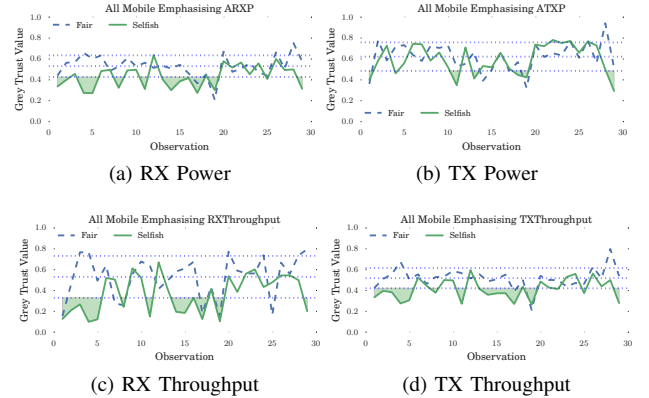 All Mobile Emphasising ARXP
Fair Selfish
Grey Trust Value
1.0
0.8
0.6
0.4
0.2
0.0
0 5 10 15 20 25 30
Observation
(a) RX Power
All Mobile Emphasising ATXP
Grey Trust Value
1.0
0.8
0.6
0.4
0.2
0.0
Fair Selfish
0 5 10 15 20 25 30
Observation
(b) TX Power
All Mobile Emphasising RXThroughput
Fair Selfish
Grey Trust Value
1.0
0.8
0.6
0.4
0.2
0.0
0 5 10 15 20 25 30
Observation
(c) RX Throughput
All Mobile Emphasising TXThroughput
Fair Selfish
Grey Trust Value
1.0
0.8
0.6
0.4
0.2
0.0
0 5 10 15 20 25 30
Observation
(d) TX Throughput